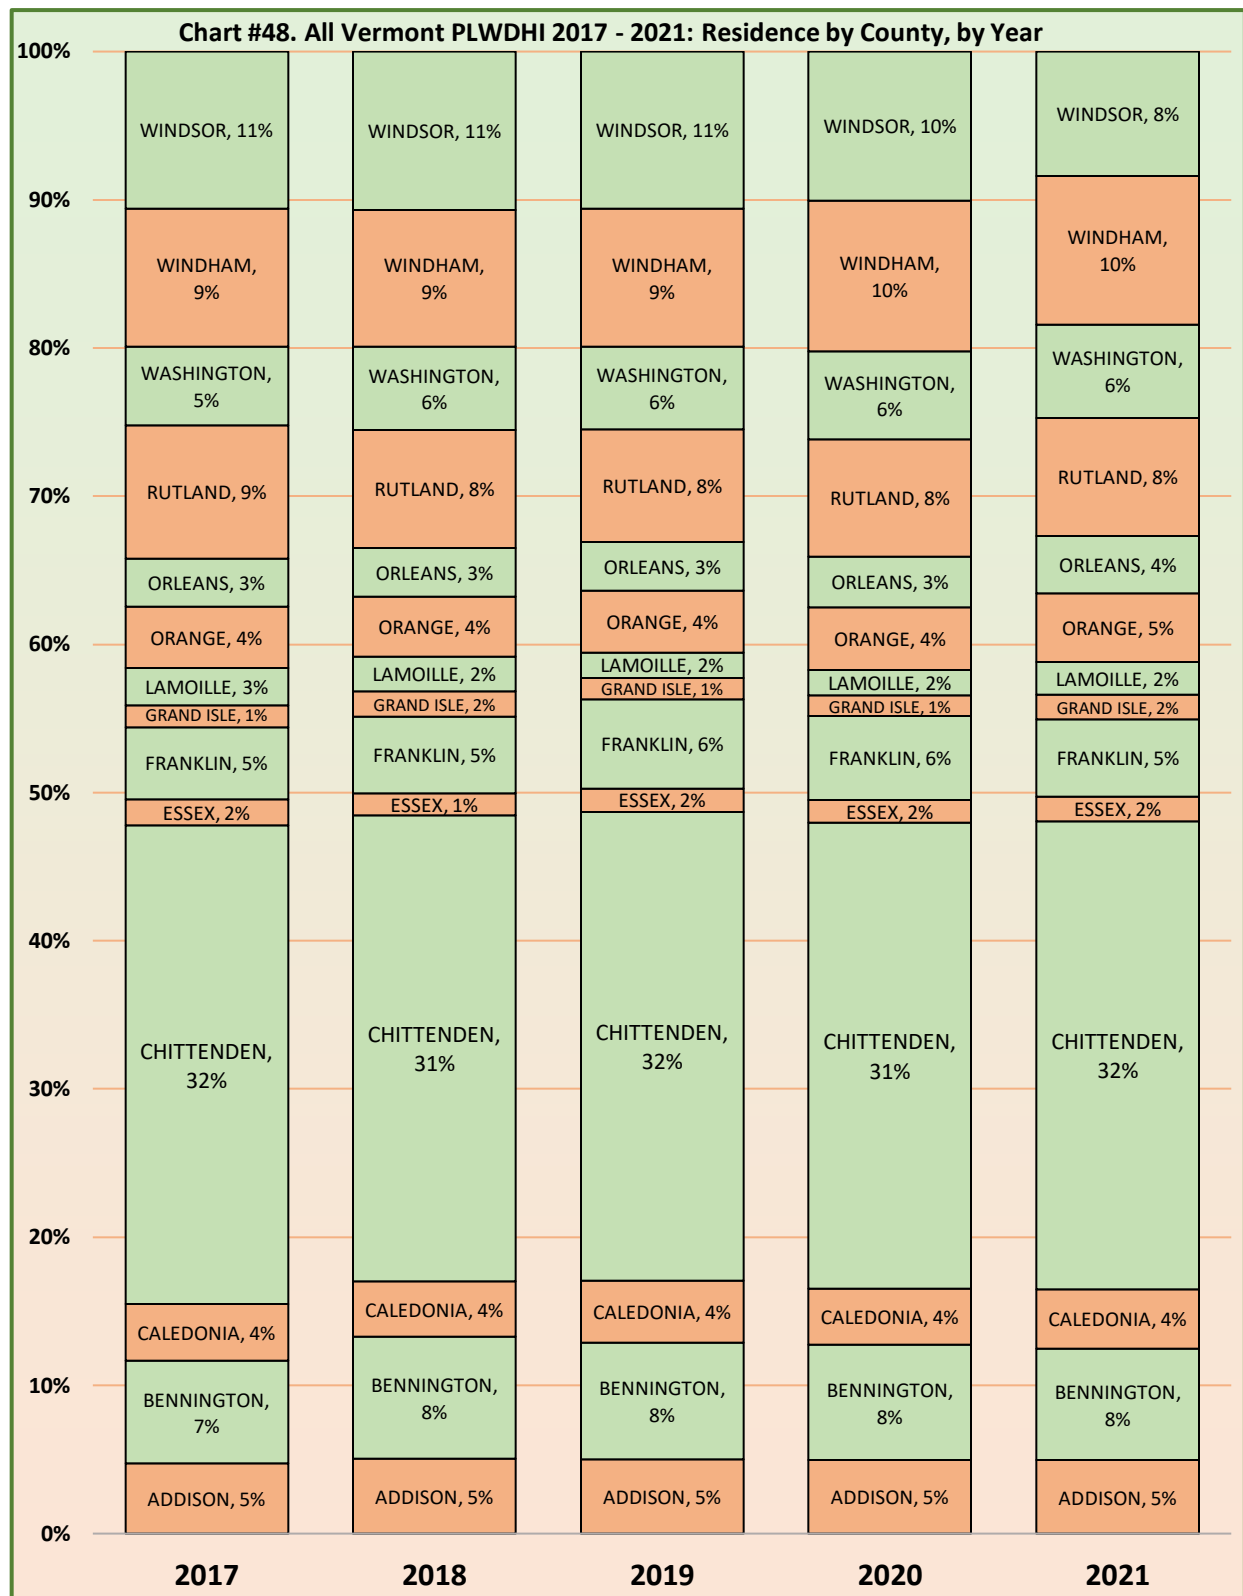 Chart #48. All Vermont PLWDHI 2017 - 2021: Residence by County, by Year
100%
90%
80%
70%
60%
50%
40%
30%
20%
10%
0%
WINDSOR, 11%
WINDHAM,
9%
WASHINGTON,
5%
RUTLAND, 9%
ORLEANS, 3%
ORANGE, 4%
LAMOILLE, 3%
GRAND ISLE, 1%
FRANKLIN, 5%
ESSEX, 2%
CHITTENDEN,
32%
CALEDONIA, 4%
BENNINGTON,
7%
ADDISON, 5%
2017
WINDSOR, 11%
WINDHAM,
9%
WASHINGTON,
6%
RUTLAND, 8%
ORLEANS, 3%
ORANGE, 4%
LAMOILLE, 2%
GRAND ISLE, 2%
FRANKLIN, 5%
ESSEX, 1%
CHITTENDEN,
31%
CALEDONIA, 4%
BENNINGTON,
8%
ADDISON, 5%
2018
WINDSOR, 11%
WINDHAM,
9%
WASHINGTON,
6%
RUTLAND, 8%
ORLEANS, 3%
ORANGE, 4%
LAMOILLE, 2%
GRAND ISLE, 1%
FRANKLIN, 6%
ESSEX, 2%
CHITTENDEN,
32%
CALEDONIA, 4%
BENNINGTON,
8%
ADDISON, 5%
2019
WINDSOR, 10%
WINDHAM,
10%
WASHINGTON,
6%
RUTLAND, 8%
ORLEANS, 3%
ORANGE, 4%
LAMOILLE, 2%
GRAND ISLE, 1%
FRANKLIN, 6%
ESSEX, 2%
CHITTENDEN,
31%
CALEDONIA, 4%
BENNINGTON,
8%
ADDISON, 5%
2020
WINDSOR, 8%
WINDHAM,
10%
WASHINGTON,
6%
RUTLAND, 8%
ORLEANS, 4%
ORANGE, 5%
LAMOILLE, 2%
GRAND ISLE, 2%
FRANKLIN, 5%
ESSEX, 2%
CHITTENDEN,
32%
CALEDONIA, 4%
BENNINGTON,
8%
ADDISON, 5%
2021